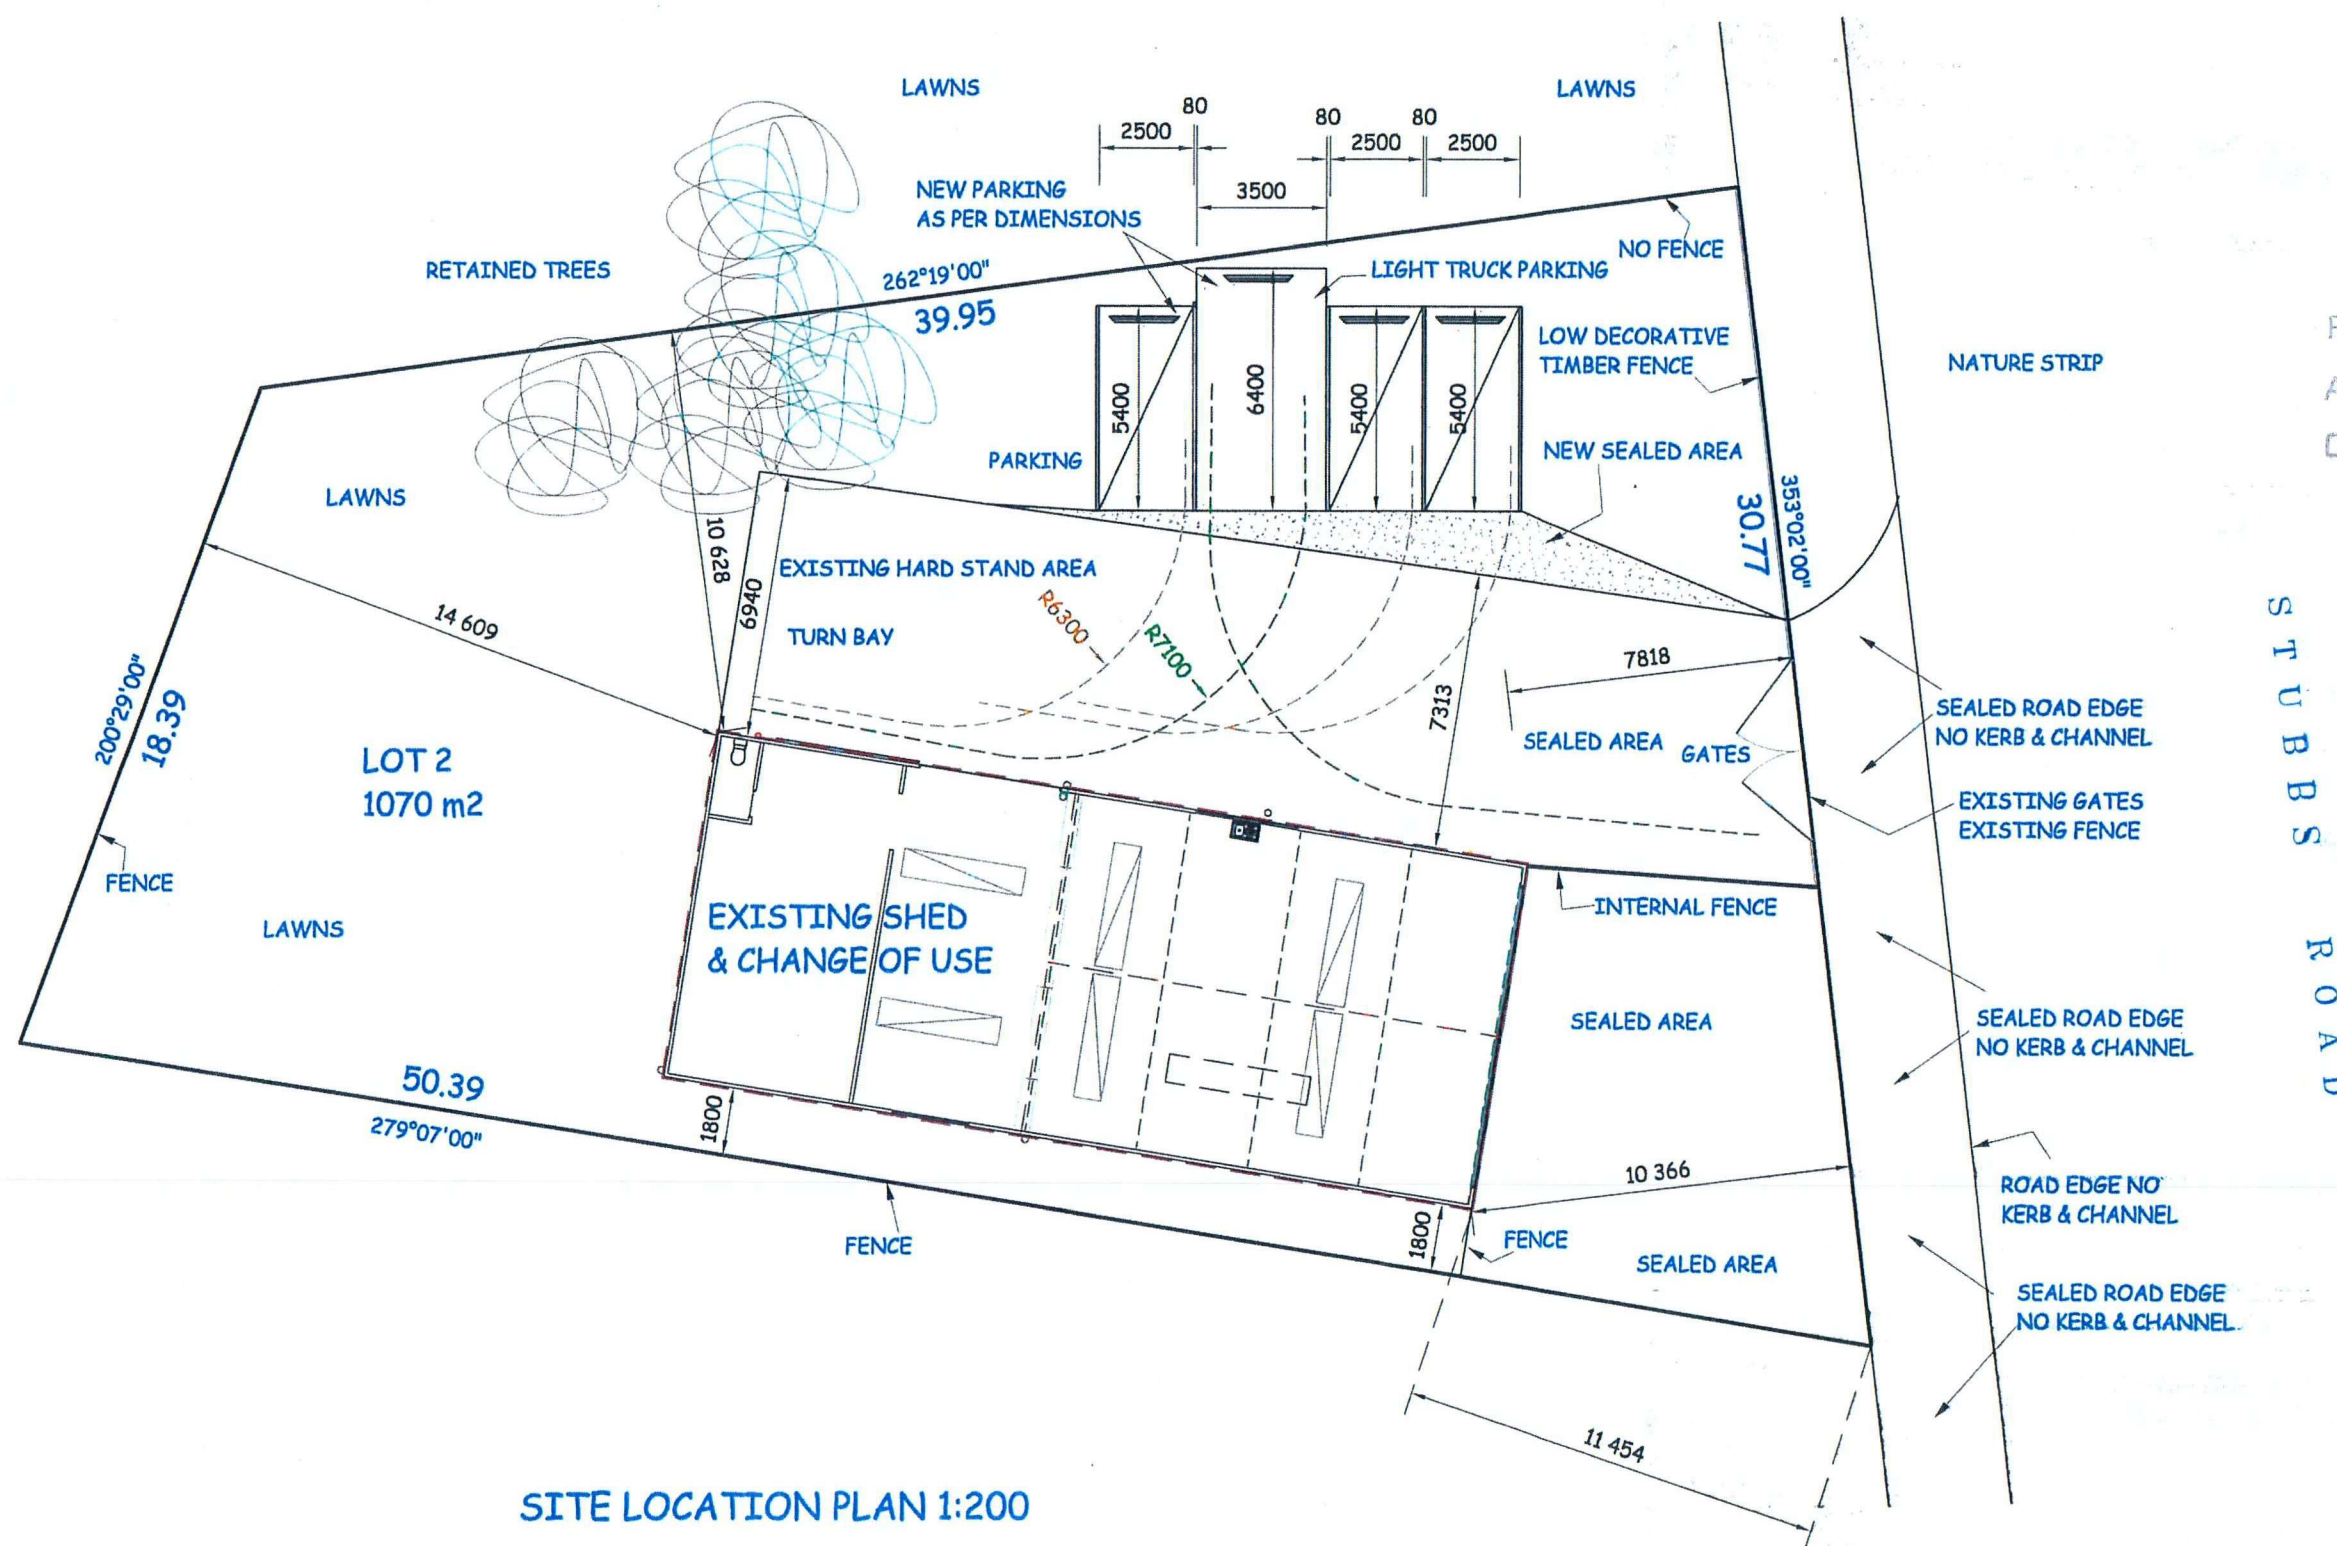 LAWNS
LAWNS
80
80
80
2500
2500
2500
3500
NEW PARKING
AS PER DIMENSIONS
NO FENCE
RETAINED TREES
262°19'00"
39.95
LIGHT TRUCK PARKING
LOW DECORATIVE
TIMBER FENCE
NATURE STRIP
5400
6400
5400
5400
PARKING
NEW SEALED AREA
LAWNS
353°02'00"
30.77
10 628
6940
EXISTING HARD STAND AREA
TURN BAY
R6300
R7100
14 609
7818
7313
SEALED AREA
GATES
SEALED ROAD EDGE
NO KERB & CHANNEL
STUBBS ROAD
200°29'00"
18.39
LOT 2
1070 m2
EXISTING GATES
EXISTING FENCE
FENCE
LAWNS
EXISTING SHED
& CHANGE OF USE
INTERNAL FENCE
SEALED AREA
SEALED ROAD EDGE
NO KERB & CHANNEL
50.39
279°07'00"
1800
10 366
ROAD EDGE NO
KERB & CHANNEL
FENCE
1800
FENCE
SEALED AREA
SEALED ROAD EDGE
NO KERB & CHANNEL
11 454
SITE LOCATION PLAN 1:200